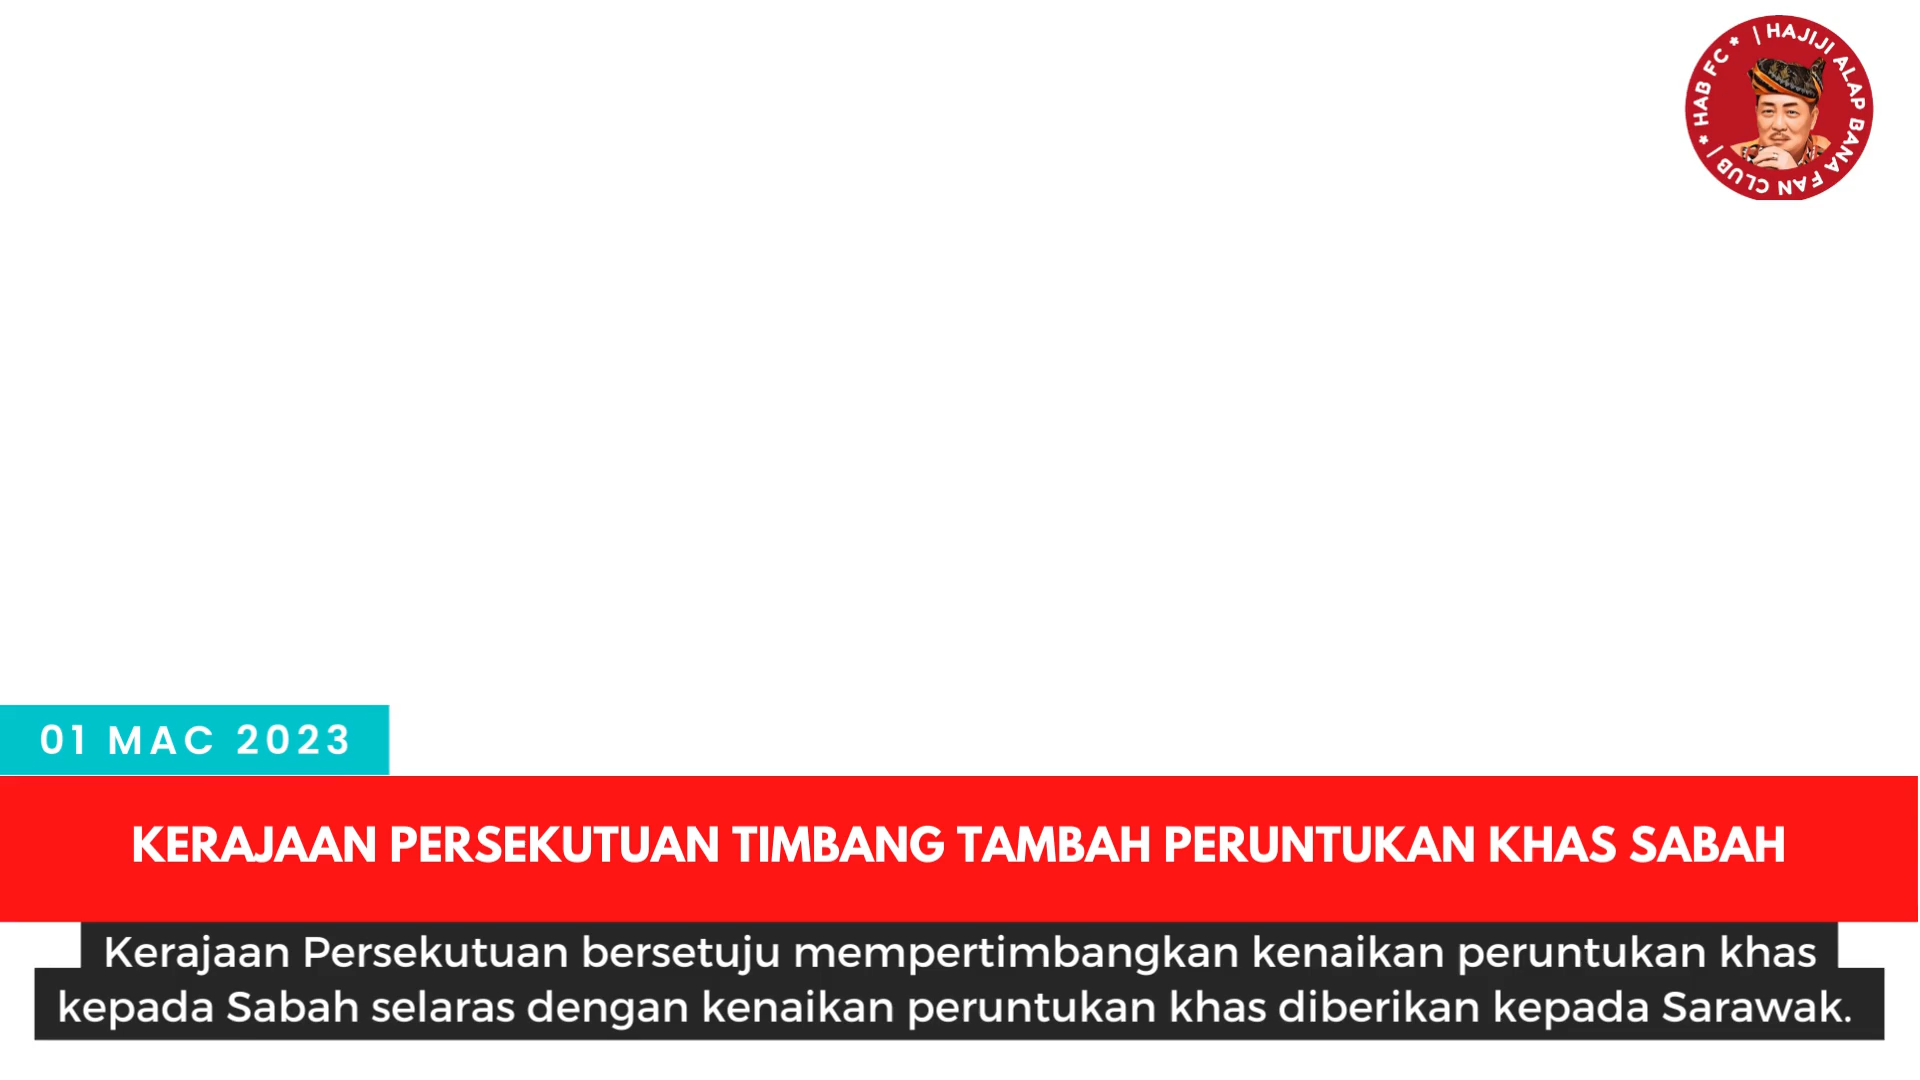 * HAB FC * | HAJIJI ALAP BANA FAN CLUB |
01 MAC 2023
KERAJAAN PERSEKUTUAN TIMBANG TAMBAH PERUNTUKAN KHAS SABAH
Kerajaan Persekutuan bersetuju mempertimbangkan kenaikan peruntukan khas
kepada Sabah selaras dengan kenaikan peruntukan khas diberikan kepada Sarawak.